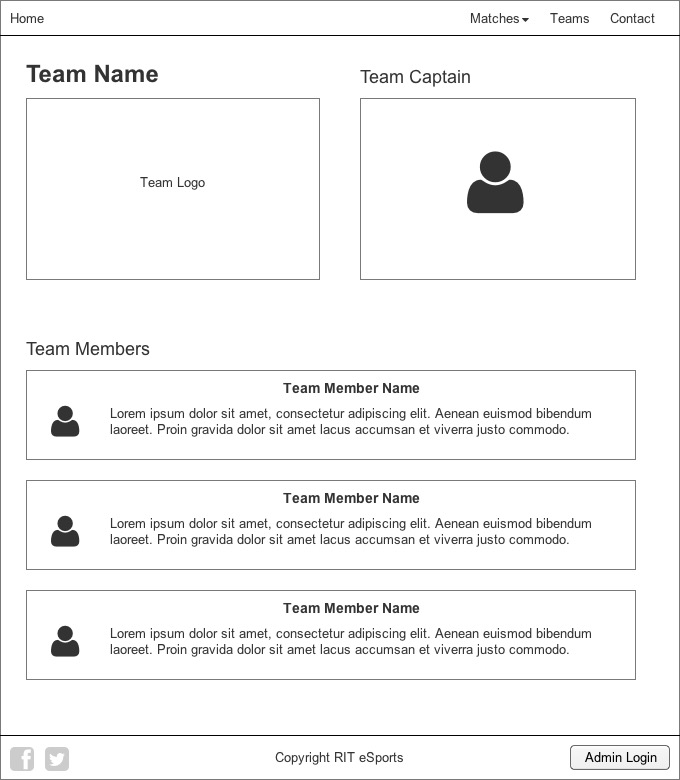 Home Matches Teams Contact
Team Name
Team Captain
Team Logo
Team Members
Team Member Name
Lorem ipsum dolor sit amet, consectetur adipiscing elit. Aenean euismod bibendum
laoreet. Proin gravida dolor sit amet lacus accumsan et viverra justo commodo.
Team Member Name
Lorem ipsum dolor sit amet, consectetur adipiscing elit. Aenean euismod bibendum
laoreet. Proin gravida dolor sit amet lacus accumsan et viverra justo commodo.
Team Member Name
Lorem ipsum dolor sit amet, consectetur adipiscing elit. Aenean euismod bibendum
laoreet. Proin gravida dolor sit amet lacus accumsan et viverra justo commodo.
Copyright RIT eSports Admin Login